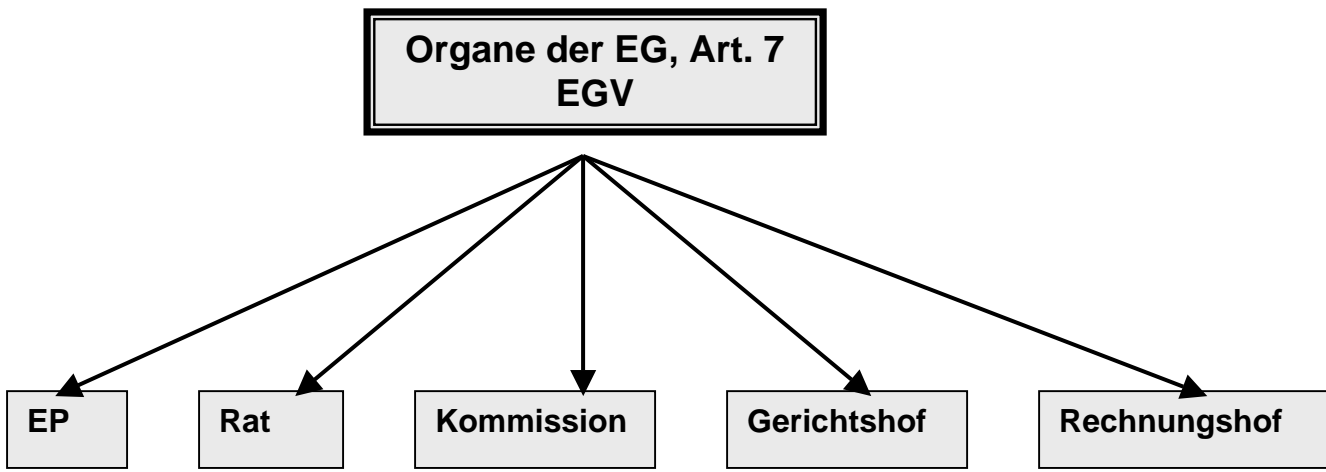 Organe der EG, Art. 7
EGV
EP
Rat
Kommission
Gerichtshof
Rechnungshof